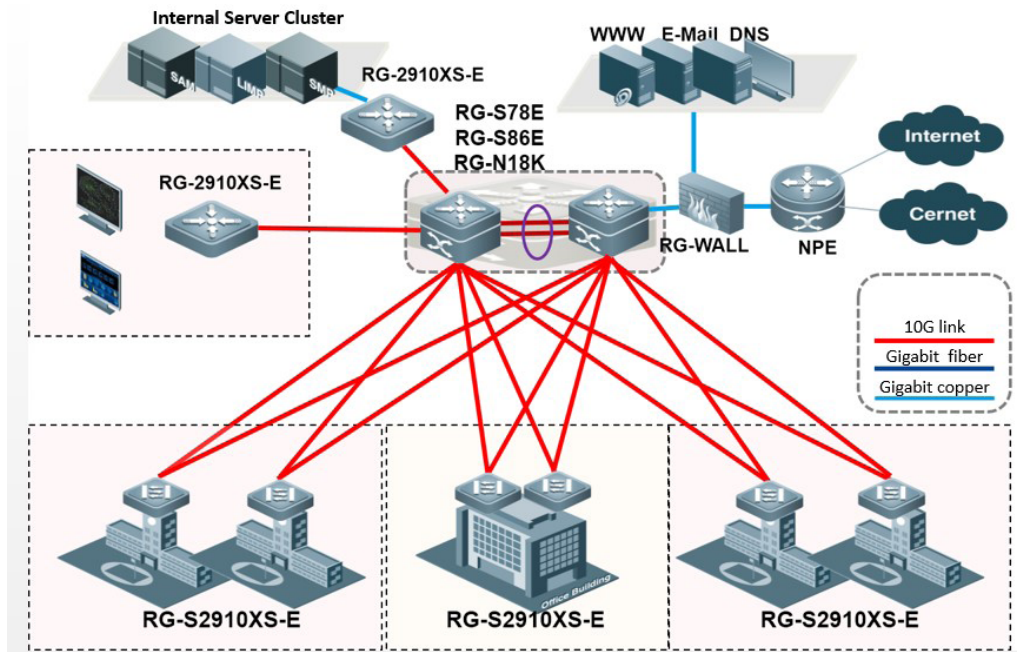 Internal Server Cluster
WWW E-Mail DNS
SAM
LIMP
SMP
RG-2910XS-E
RG-S78E
RG-S86E
RG-N18K
Internet
RG-2910XS-E
Cernet
RG-WALL
NPE
10G link
Gigabit fiber
Gigabit copper
Office Building
RG-S2910XS-E
RG-S2910XS-E
RG-S2910XS-E